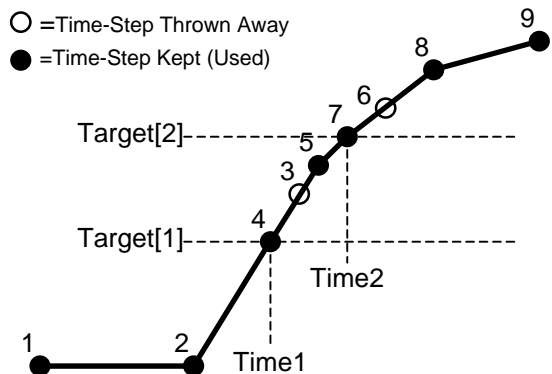 =Time-Step Thrown Away
=Time-Step Kept (Used)
9
8
6
7
Target[2]
5
3
4
Target[1]
Time2
1
2
Time1